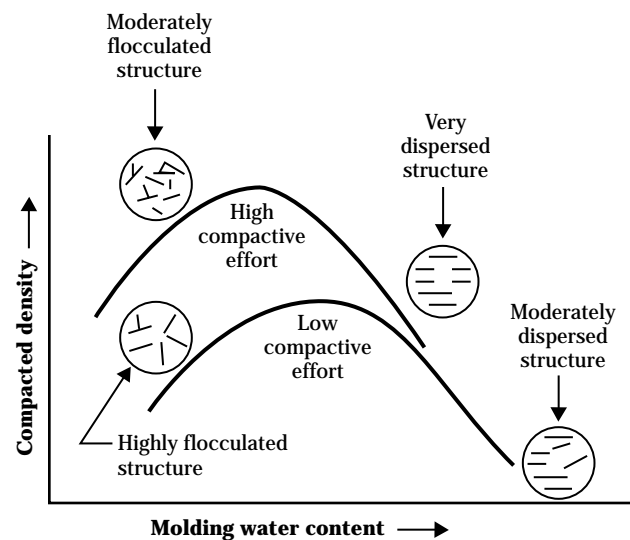 Moderately
flocculated
structure
Very
dispersed
structure
High
compactive
effort
Low
compactive
effort
Moderately
dispersed
structure
Highly flocculated
structure
Compacted density
Molding water content